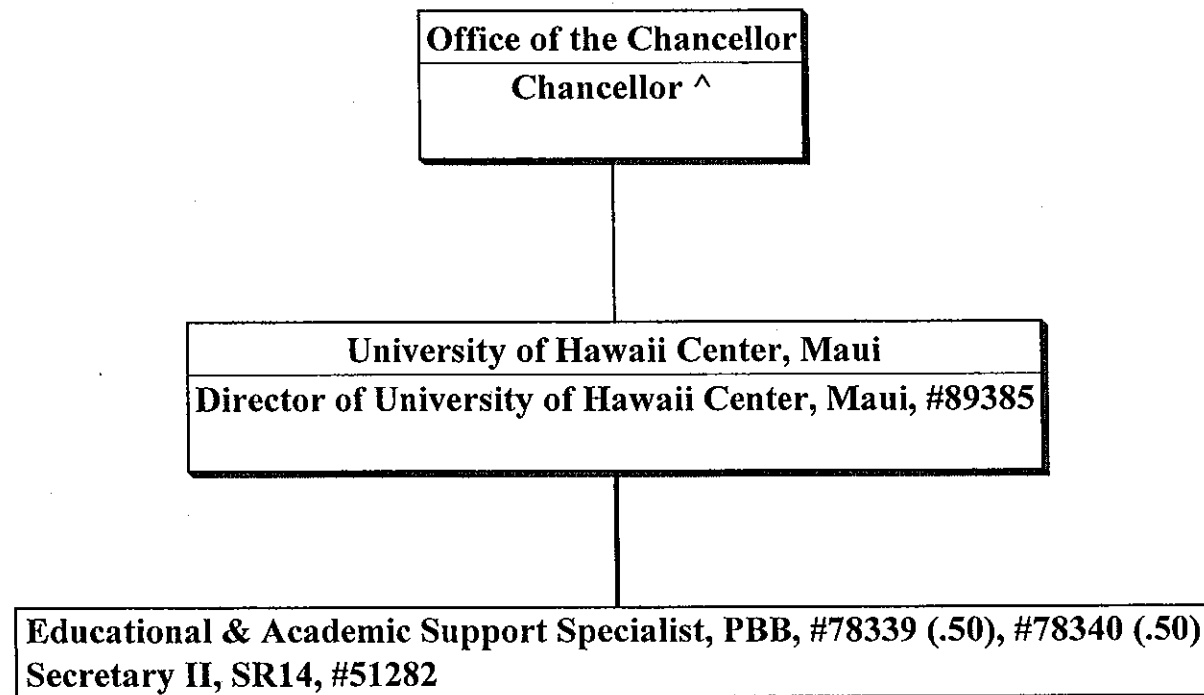 Office of the Chancellor
Chancellor ^
University of Hawaii Center, Maui
Director of University of Hawaii Center, Maui, #89385
Educational & Academic Support Specialist, PBB, #78339 (.50), #78340 (.50)
Secretary II, SR14, #51282